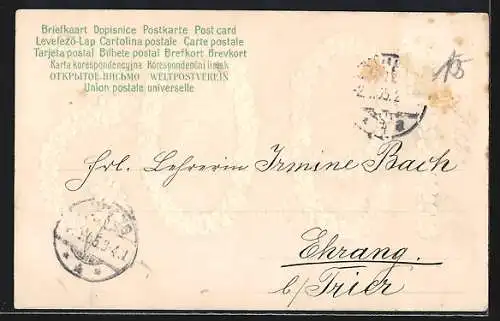 Briefkaart Dopisnice Postkarte Post card
Levelező-Lap Cartolina postale Carte postale
Tarjeta postal Bilhete postal Brefkort Brevkort
Karta korespondencyjna Korespondenční lístek
ОТКРЫТОЕ ПИСЬМО WELTPOSTVEREIN
Union postale universelle
15
Frl. Lehrerin Irmine Bach
Ehrang.
b/Trier